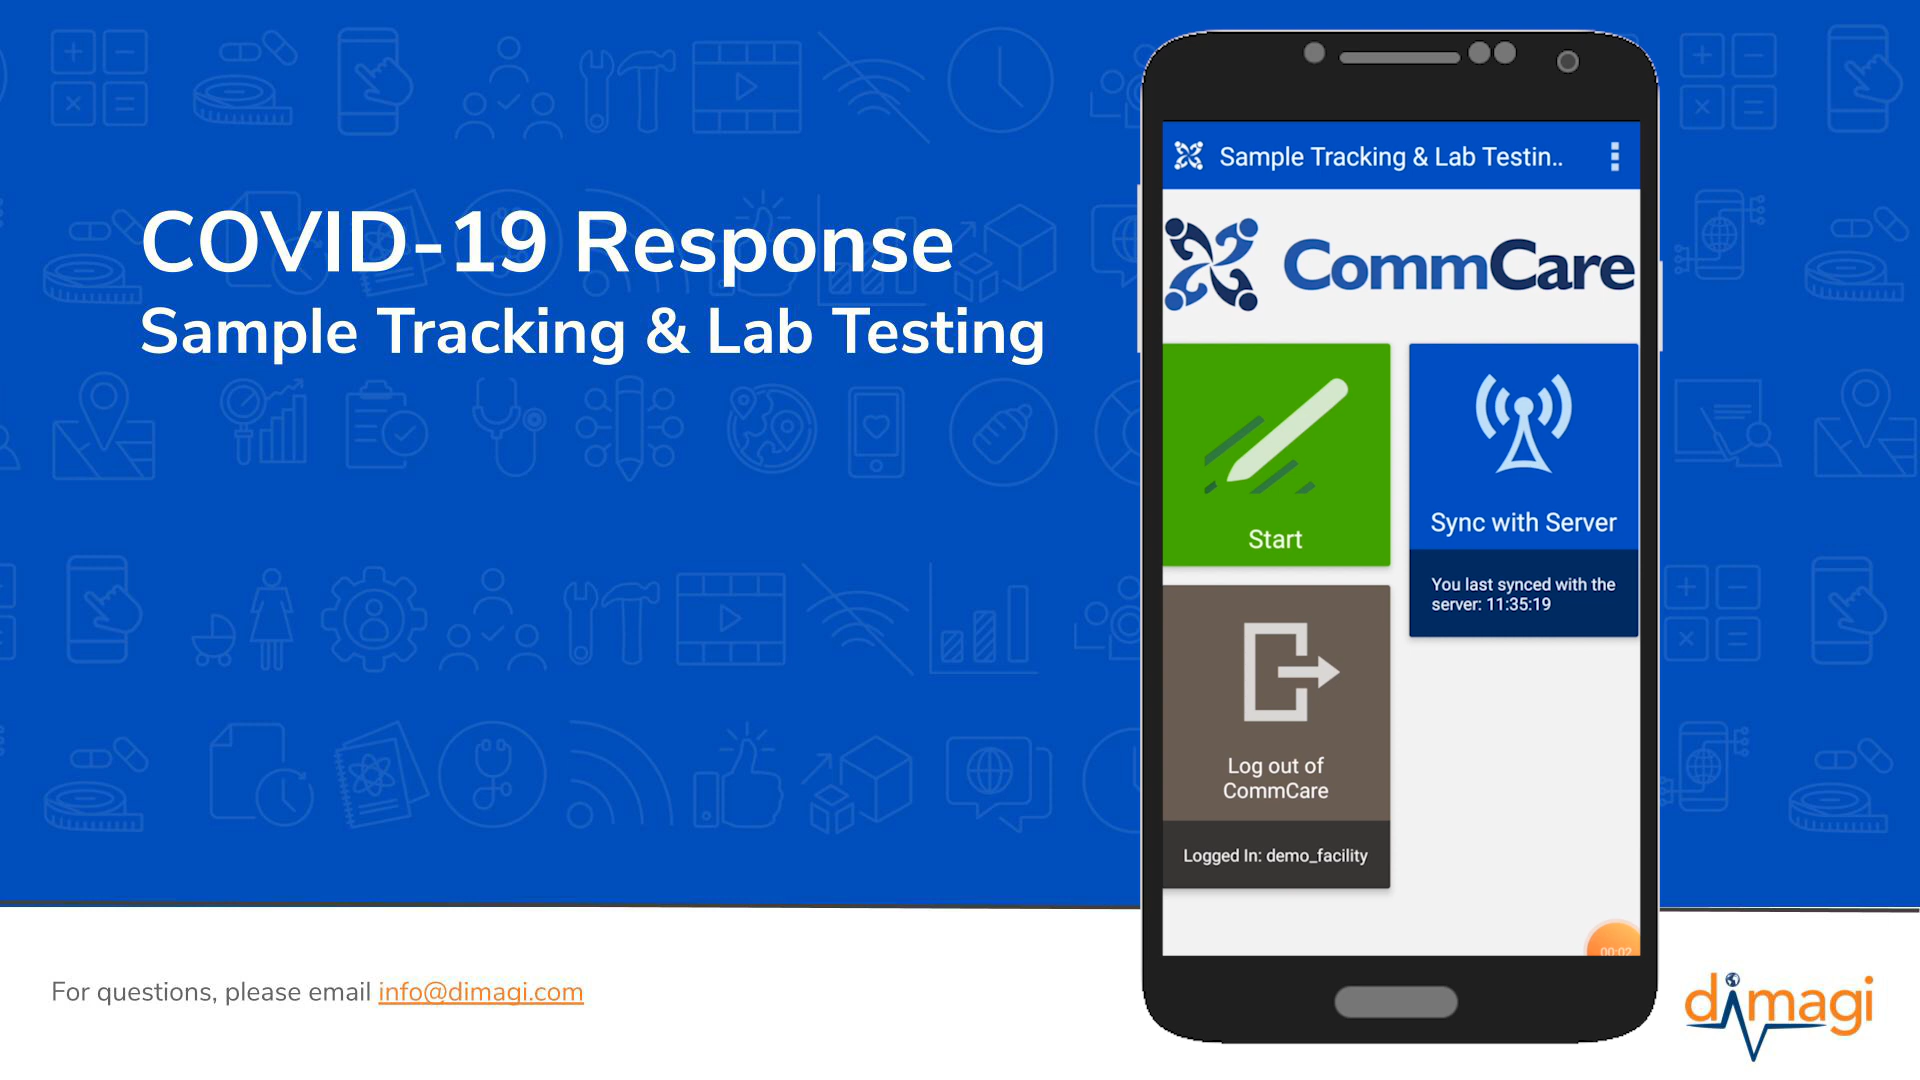 COVID-19 Response
Sample Tracking & Lab Testing
Sample Tracking & Lab Testin..
CommCare
Start
Sync with Server
You last synced with the
server: 11:35:19
Log out of
CommCare
Logged In: demo_facility
00:02
For questions, please email info@dimagi.com
dimagi